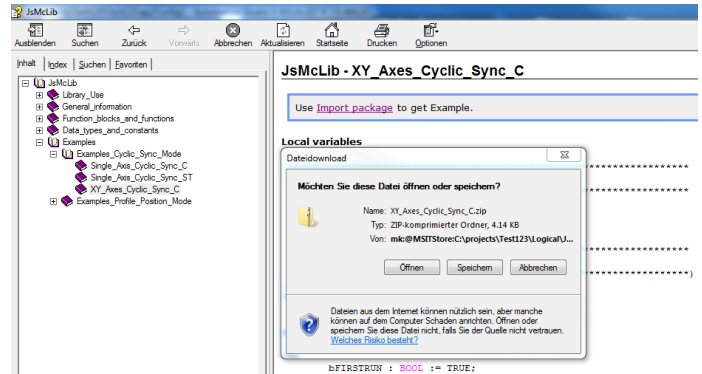 JsMcLib
Ausblenden Suchen Zurück Vorwärts Abbrechen Aktualisieren Startseite Drucken Optionen
Inhalt Index Suchen Favoriten
JsMcLib
Library_Use
General_information
Function_blocks_and_functions
Data_types_and_constants
Examples
Examples_Cyclic_Sync_Mode
Single_Axis_Cyclic_Sync_C
Single_Axis_Cyclic_Sync_ST
XY_Axes_Cyclic_Sync_C
Examples_Profile_Position_Mode
JsMcLib - XY_Axes_Cyclic_Sync_C
Use Import package to get Example.
Local variables
Dateidownload
Möchten Sie diese Datei öffnen oder speichern?
Name: XY_Axes_Cyclic_Sync_C.zip
Typ: ZIP-komprimierter Ordner, 4.14 KB
Von: mk:@MSITStore:C:\projects\Test123\Logical\J...
Öffnen Speichern Abbrechen
Dateien aus dem Internet können nützlich sein, aber manche
können auf dem Computer Schaden anrichten. Öffnen oder
speichern Sie diese Datei nicht, falls Sie der Quelle nicht vertrauen.
Welches Risiko besteht?
*****************
*****************
*****************
*****************)
bFIRSTRUN : BOOL := TRUE;